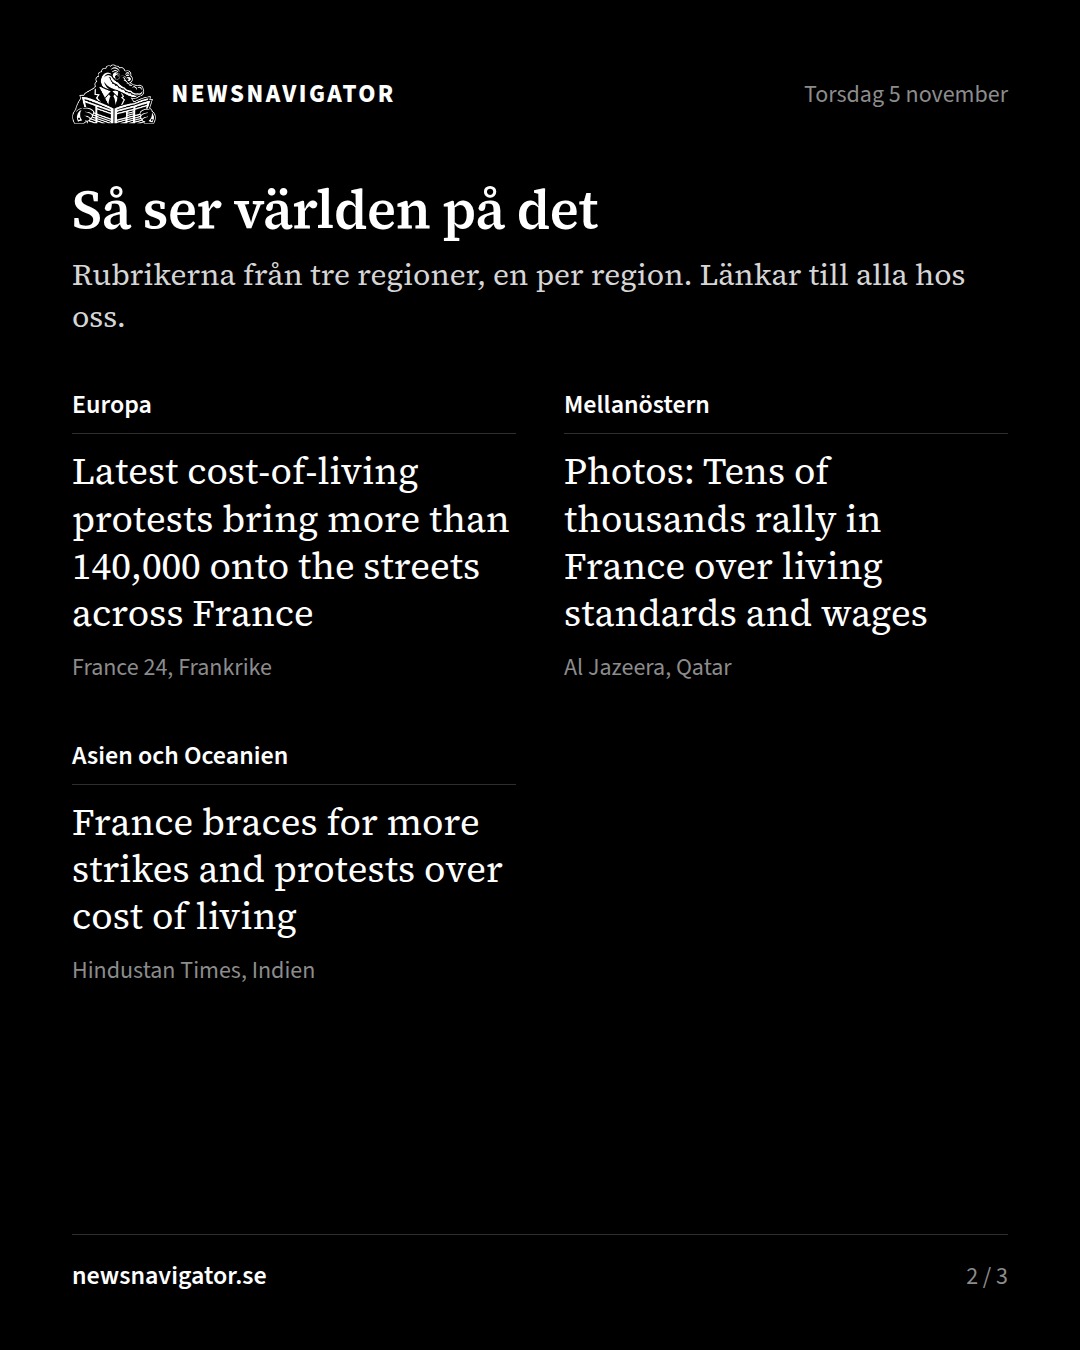 NEWSNAVIGATOR
Torsdag 5 november
Så ser världen på det
Rubrikerna från tre regioner, en per region. Länkar till alla hos
oss.
Europa
Latest cost-of-living
protests bring more than
140,000 onto the streets
across France
France 24, Frankrike
Mellanöstern
Photos: Tens of
thousands rally in
France over living
standards and wages
Al Jazeera, Qatar
Asien och Oceanien
France braces for more
strikes and protests over
cost of living
Hindustan Times, Indien
newsnavigator.se
2 / 3